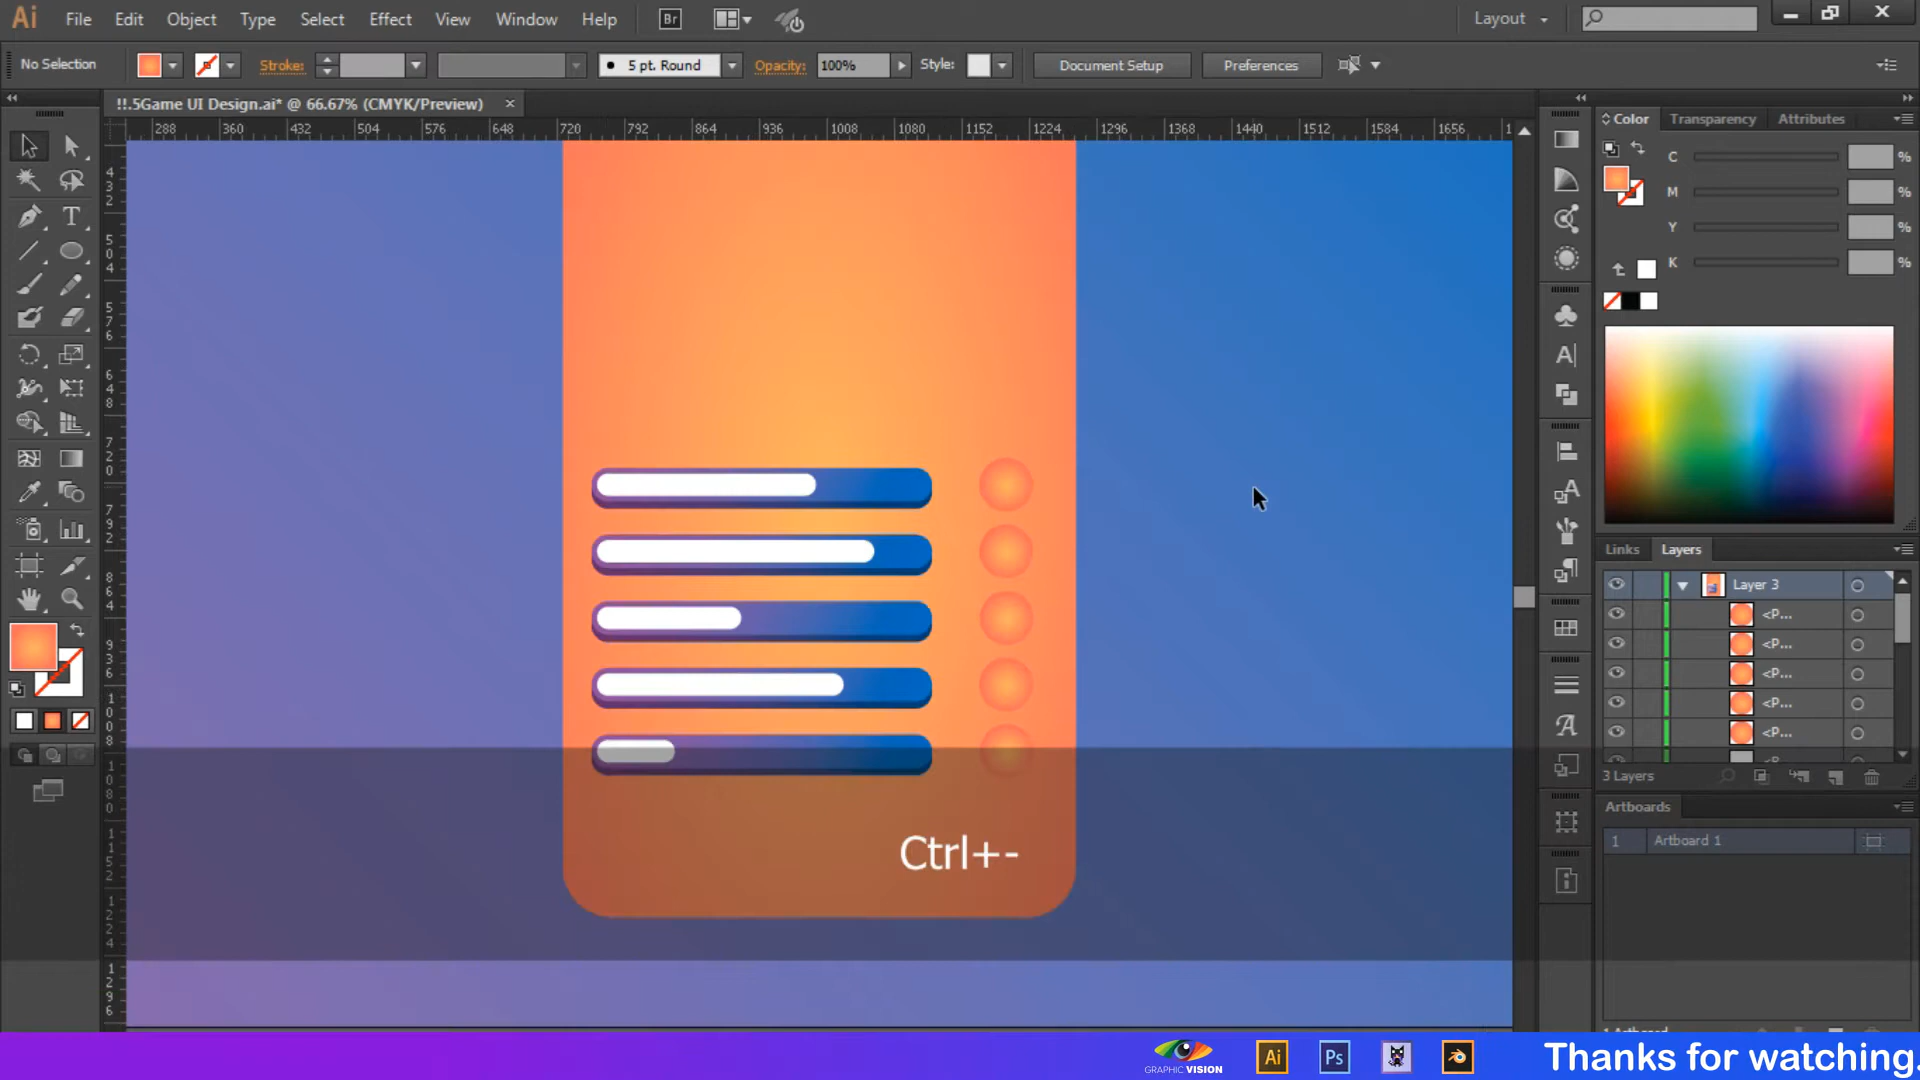 Ai File Edit Object Type Select Effect View Window Help Br Layout
No Selection Stroke: 5 pt. Round Opacity: 100% Style: Document Setup Preferences
!!.5Game UI Design.ai* @ 66.67% (CMYK/Preview)
288 360 432 504 576 648 720 792 864 936 1008 1080 1152 1224 1296 1368 1440 1512 1584 1656
Color Transparency Attributes
C %
M %
Y %
K %
Links Layers
Layer 3
<P...
<P...
<P...
<P...
<P...
3 Layers
Artboards
1 Artboard 1
Ctrl+-
GRAPHIC VISION Ai Ps Thanks for watching.